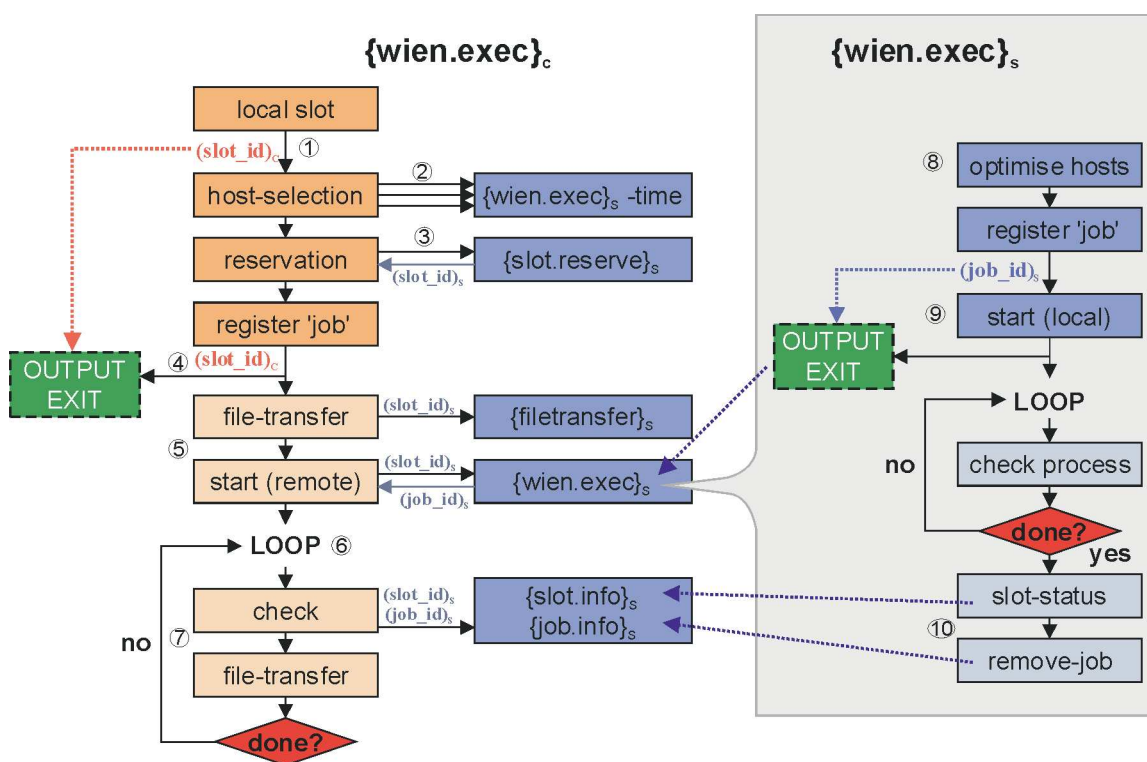 {wien.exec}c
local slot
(slot_id)c
①
host-selection
②
{wien.exec}s -time
reservation
③
(slot_id)s
{slot.reserve}s
register 'job'
④
(slot_id)c
OUTPUT
EXIT
file-transfer
(slot_id)s
{filetransfer}s
⑤
start (remote)
(slot_id)s
(job_id)s
{wien.exec}s
LOOP
⑥
check
(slot_id)s
(job_id)s
{slot.info}s
{job.info}s
no
⑦
file-transfer
done?
{wien.exec}s
⑧
optimise hosts
register 'job'
(job_id)s
⑨
start (local)
OUTPUT
EXIT
LOOP
no
check process
done?
yes
slot-status
⑩
remove-job